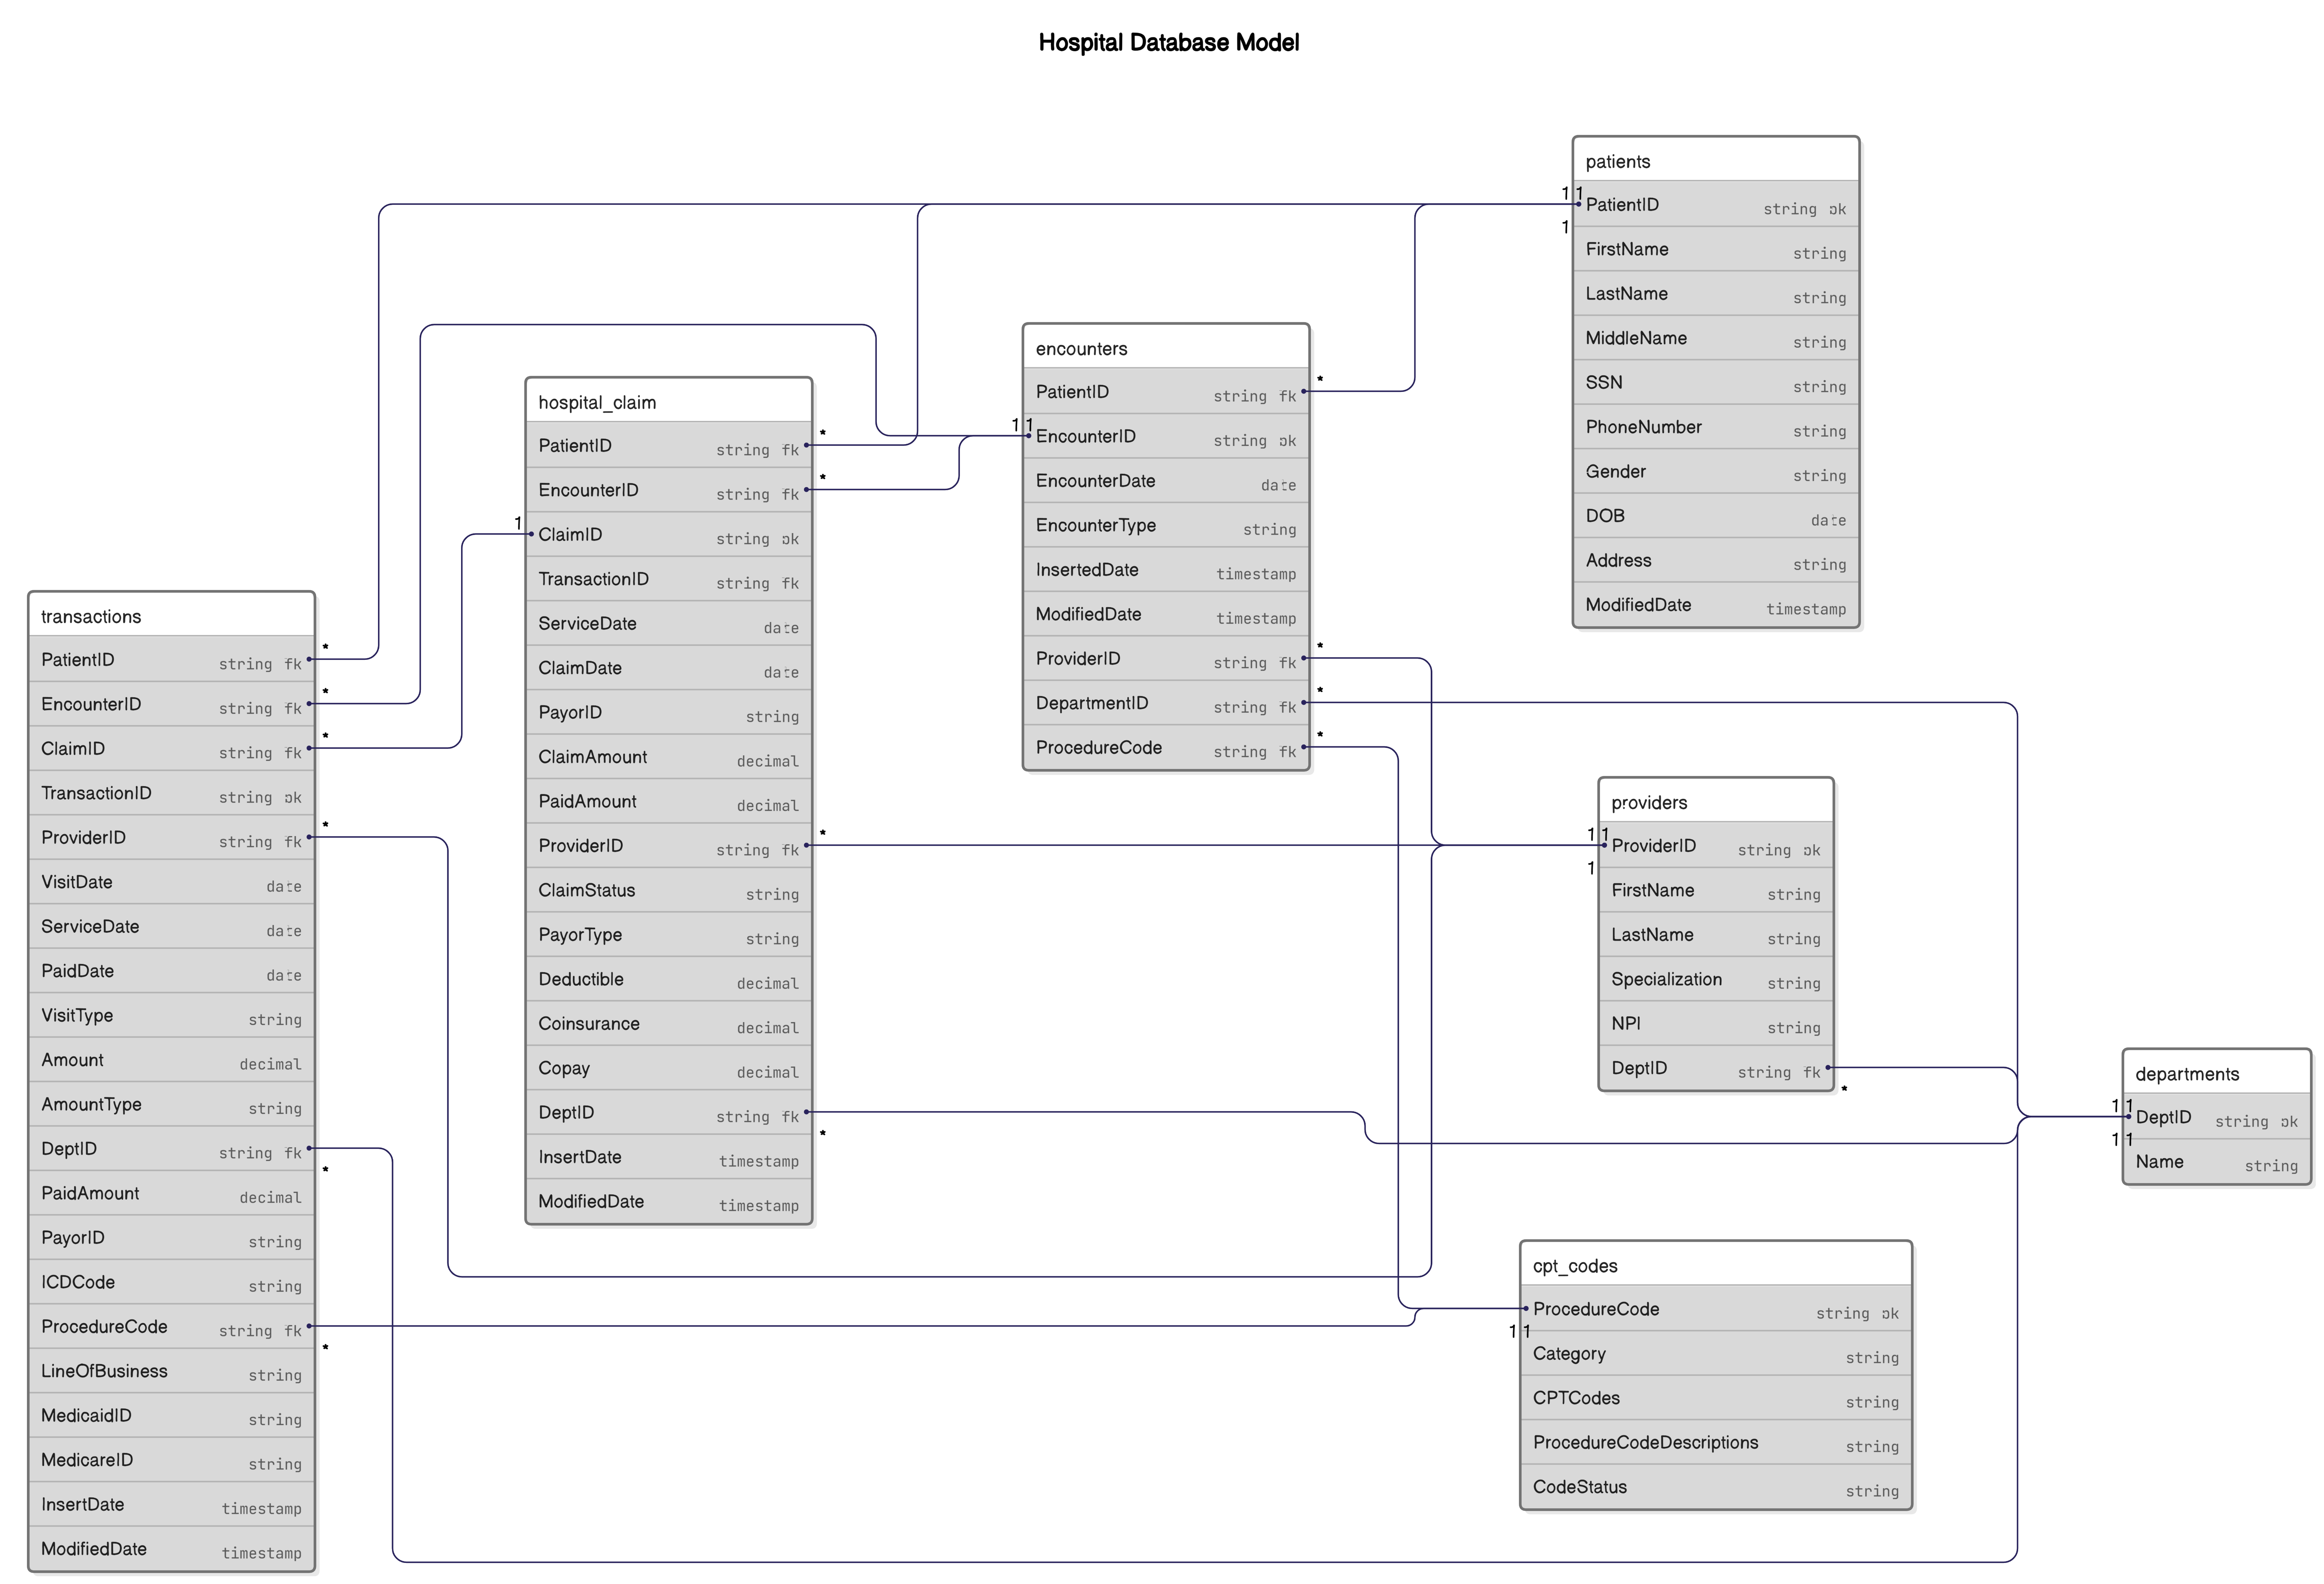 Hospital Database Model
patients
PatientID string pk
FirstName string
LastName string
MiddleName string
SSN string
PhoneNumber string
Gender string
DOB date
Address string
ModifiedDate timestamp
1 1
1
encounters
PatientID string fk *
1 1 EncounterID string pk
EncounterDate date
EncounterType string
InsertedDate timestamp
ModifiedDate timestamp
ProviderID string fk *
DepartmentID string fk *
ProcedureCode string fk *
hospital_claim
PatientID string fk *
EncounterID string fk *
1 ClaimID string pk
TransactionID string fk
ServiceDate date
ClaimDate date
PayorID string
ClaimAmount decimal
PaidAmount decimal
ProviderID string fk *
ClaimStatus string
PayorType string
Deductible decimal
Coinsurance decimal
Copay decimal
DeptID string fk *
InsertDate timestamp
ModifiedDate timestamp
transactions
PatientID string fk *
EncounterID string fk *
ClaimID string fk *
TransactionID string pk
ProviderID string fk *
VisitDate date
ServiceDate date
PaidDate date
VisitType string
Amount decimal
AmountType string
DeptID string fk *
PaidAmount decimal
PayorID string
ICDCode string
ProcedureCode string fk *
LineOfBusiness string
MedicaidID string
MedicareID string
InsertDate timestamp
ModifiedDate timestamp
providers
1 1 ProviderID string pk
1
FirstName string
LastName string
Specialization string
NPI string
DeptID string fk *
departments
1 1 DeptID string pk
1 1
Name string
cpt_codes
ProcedureCode string pk
1 1
Category string
CPTCodes string
ProcedureCodeDescriptions string
CodeStatus string